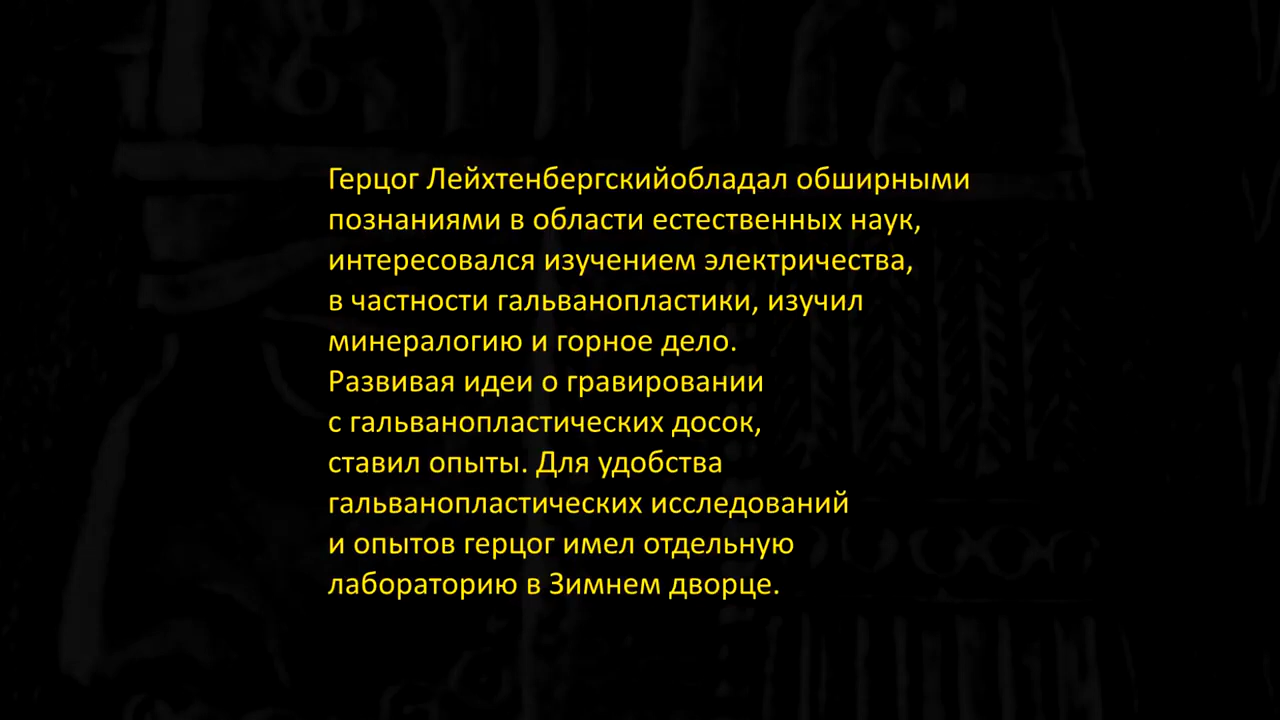 Герцог Лейхтенбергскийобладал обширными
познаниями в области естественных наук,
интересовался изучением электричества,
в частности гальванопластики, изучил
минералогию и горное дело.
Развивая идеи о гравировании
с гальванопластических досок,
ставил опыты. Для удобства
гальванопластических исследований
и опытов герцог имел отдельную
лабораторию в Зимнем дворце.